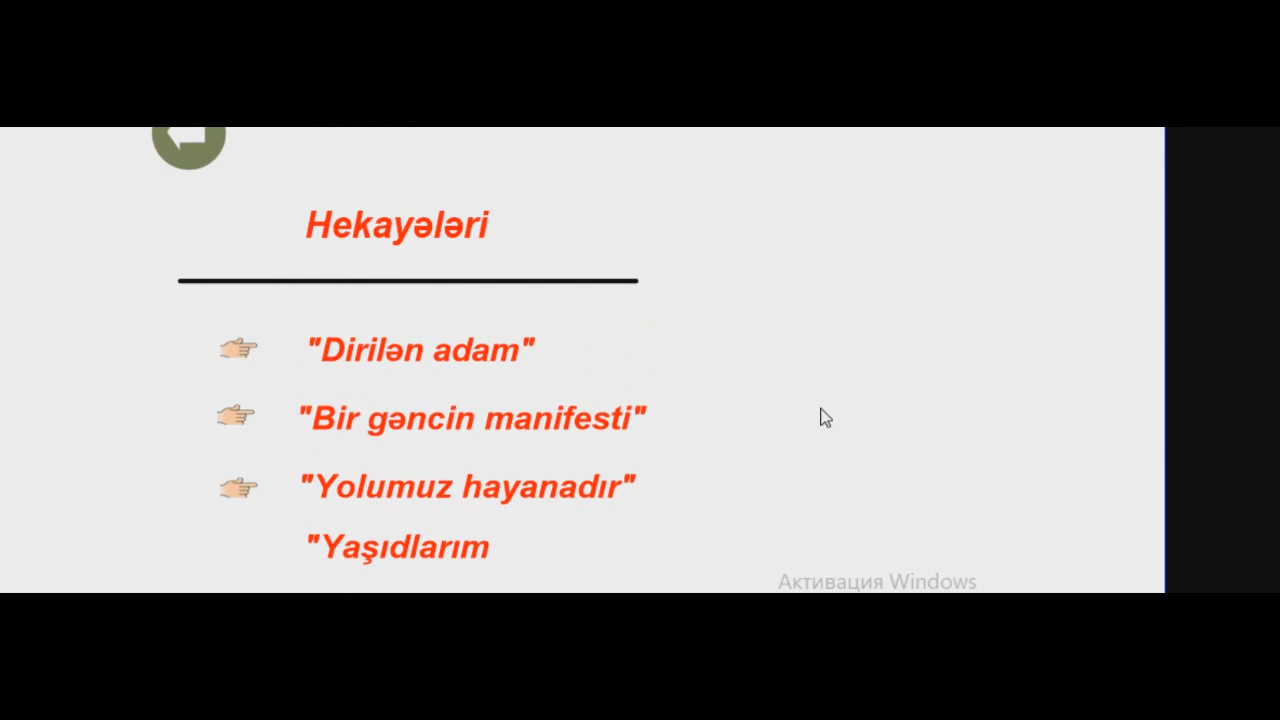 Hekayələri
"Dirilən adam"
"Bir gəncin manifesti"
"Yolumuz hayanadır"
"Yaşıdlarım
Активация Windows